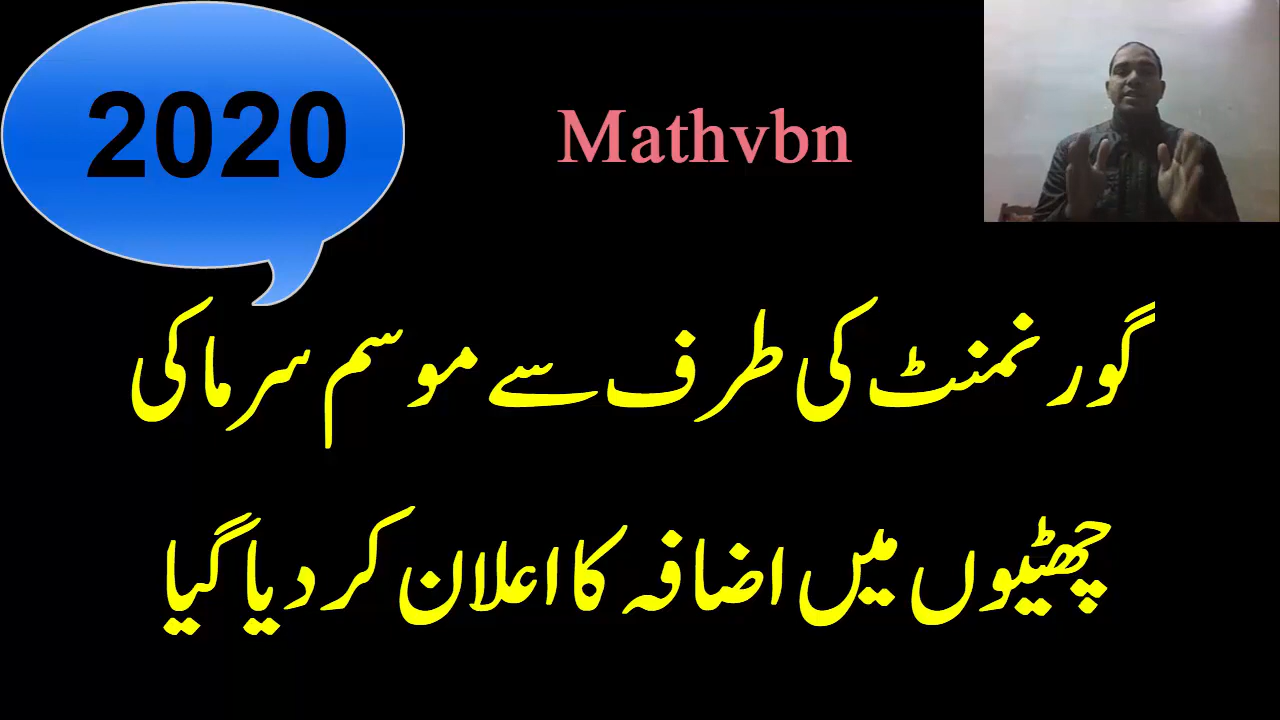 2020
Mathvbn
گورنمنٹ کی طرف سے موسم سرما کی
چھٹیوں میں اضافہ کا اعلان کر دیا گیا